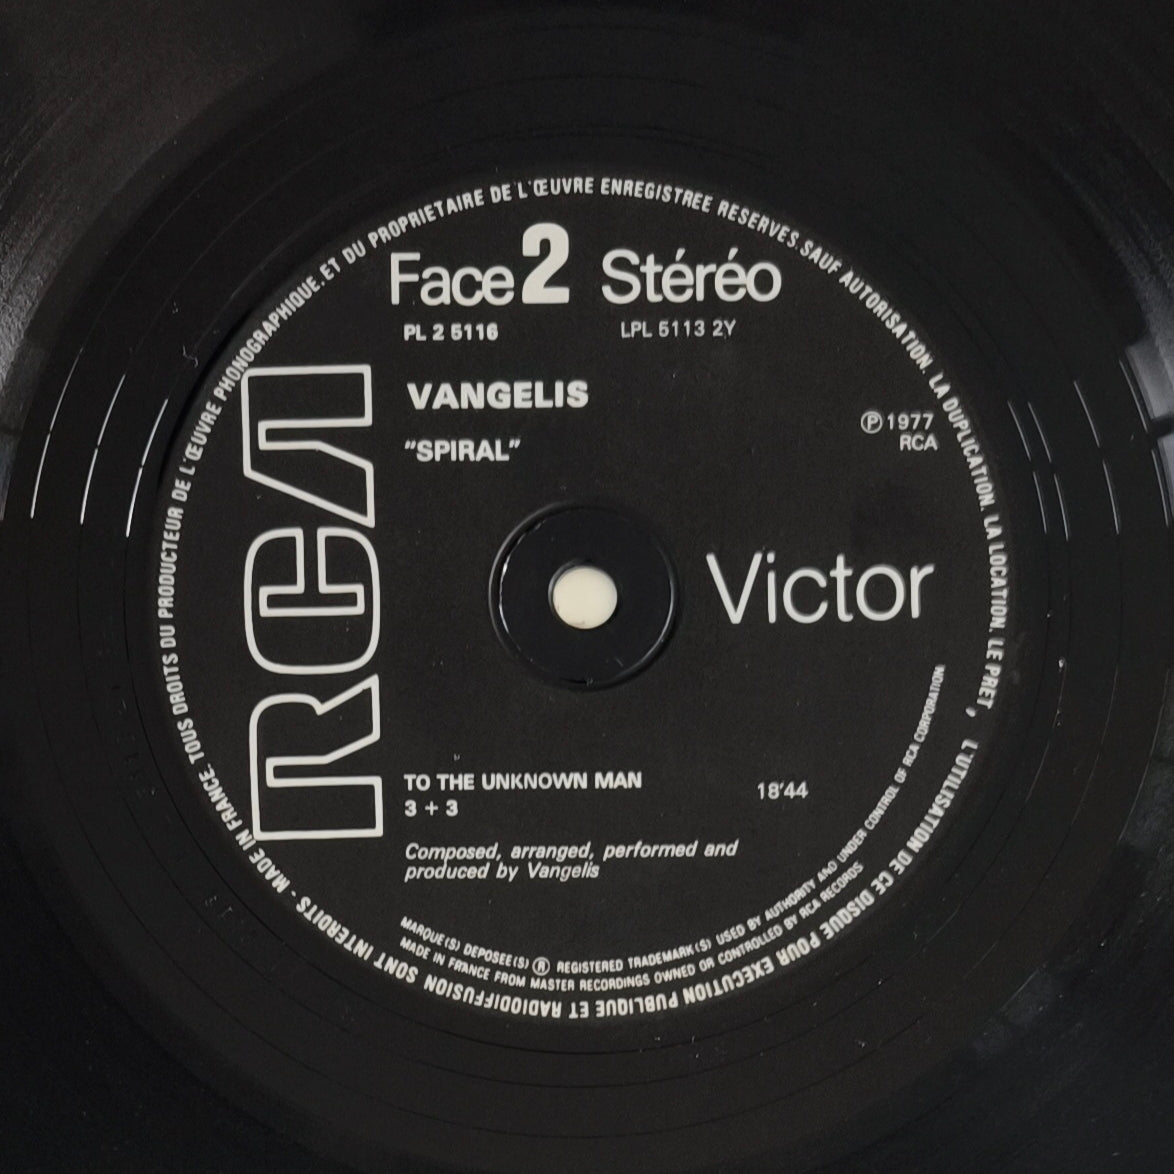 Face 2 Stéréo
PL 2 5116 LPL 5113 2Y
VANGELIS
"SPIRAL"
℗ 1977
RCA
RCA
Victor
TO THE UNKNOWN MAN 18'44
3 + 3
Composed, arranged, performed and
produced by Vangelis
MARQUE(S) DEPOSEE(S) ® REGISTERED TRADEMARK(S) USED BY AUTHORITY AND UNDER CONTROL OF RCA CORPORATION
MADE IN FRANCE FROM MASTER RECORDINGS OWNED OR CONTROLLED BY RCA RECORDS
MADE IN FRANCE. TOUS DROITS DU PRODUCTEUR DE L'ŒUVRE PHONOGRAPHIQUE. ET DU PROPRIETAIRE DE L'ŒUVRE ENREGISTREE RESERVES. SAUF AUTORISATION. LA DUPLICATION. LA LOCATION. LE PRET, L'UTILISATION DE CE DISQUE POUR EXECUTION PUBLIQUE ET RADIODIFFUSION SONT INTERDITS -